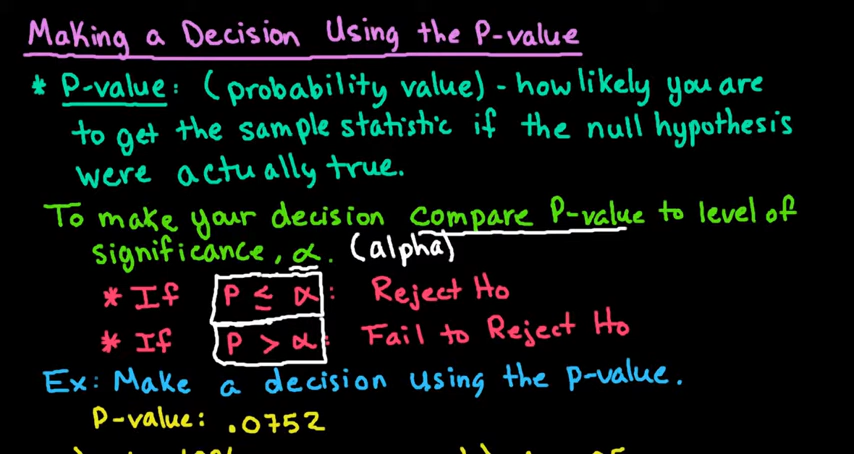 Making a Decision Using the P-value
* P-value: (probability value) - how likely you are
to get the sample statistic if the null hypothesis
were actually true.
To make your decision compare P-value to level of
significance, α. (alpha)
* If P ≤ α: Reject Ho
* If P > α: Fail to Reject Ho
Ex: Make a decision using the p-value.
P-value: .0752